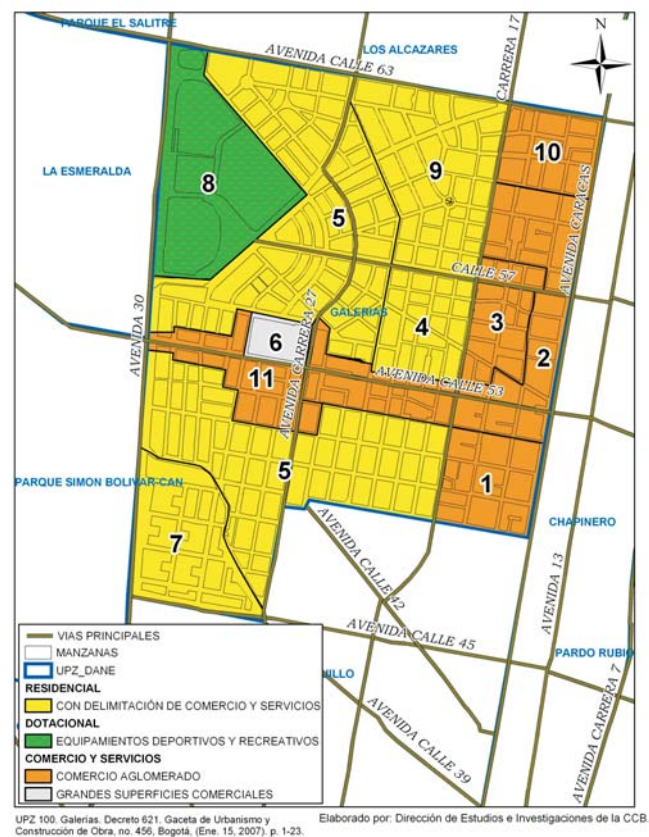 PARQUE EL SALITRE
AVENIDA CALLE 63
LOS ALCAZARES
CARRERA 17
N
LA ESMERALDA
8
9
10
5
AVENIDA CARACAS
CALLE 57
AVENIDA 30
AVENIDA CARRERA 27
GALERIAS
6
4
3
2
11
AVENIDA CALLE 53
5
1
PARQUE SIMON BOLIVAR-CAN
7
CHAPINERO
AVENIDA CALLE 42
AVENIDA 13
AVENIDA CALLE 45
PARDO RUBIO
AVENIDA CARRERA 7
AVENIDA CALLE 39
VIAS PRINCIPALES
MANZANAS
UPZ_DANE
RESIDENCIAL
CON DELIMITACIÓN DE COMERCIO Y SERVICIOS
DOTACIONAL
EQUIPAMIENTOS DEPORTIVOS Y RECREATIVOS
COMERCIO Y SERVICIOS
COMERCIO AGLOMERADO
GRANDES SUPERFICIES COMERCIALES
UPZ 100. Galerías. Decreto 621. Gaceta de Urbanismo y
Construcción de Obra, no. 456, Bogotá, (Ene. 15, 2007). p. 1-23.
Elaborado por: Dirección de Estudios e Investigaciones de la CCB.